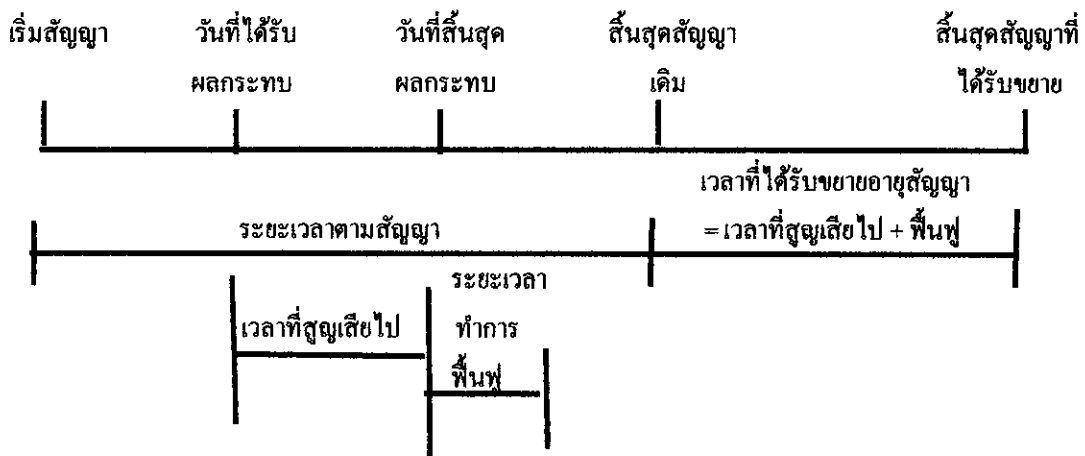 เริ่มสัญญา วันที่ได้รับ วันที่สิ้นสุด สิ้นสุดสัญญา สิ้นสุดสัญญาที่
ผลกระทบ ผลกระทบ เดิม ได้รับขยาย
เวลาที่ได้รับขยายอายุสัญญา
ระยะเวลาตามสัญญา = เวลาที่สูญเสียไป + ฟื้นฟู
ระยะเวลา
เวลาที่สูญเสียไป ทำการ
ฟื้นฟู